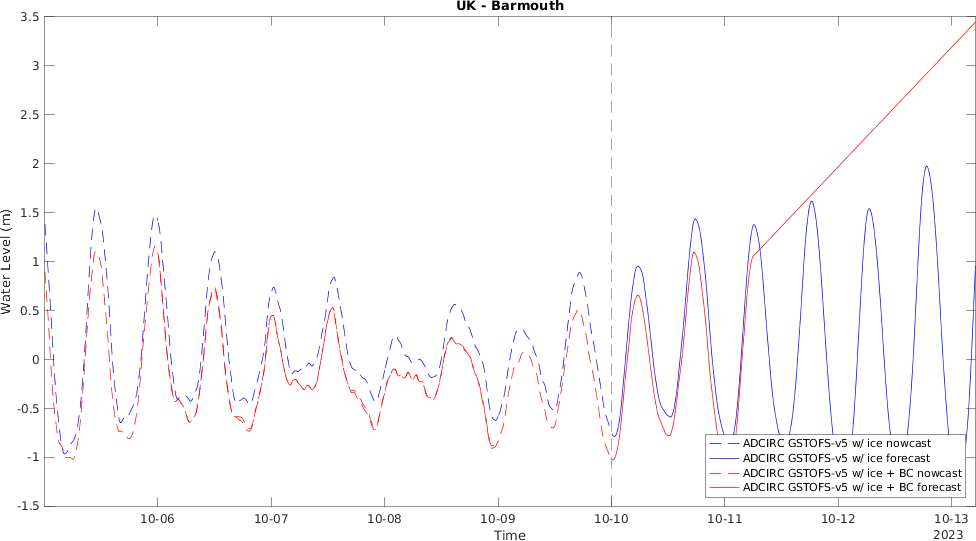 UK - Barmouth
3.5
3
2.5
2
1.5
1
0.5
0
-0.5
-1
-1.5
Water Level (m)
ADCIRC GSTOFS-v5 w/ ice nowcast
ADCIRC GSTOFS-v5 w/ ice forecast
ADCIRC GSTOFS-v5 w/ ice + BC nowcast
ADCIRC GSTOFS-v5 w/ ice + BC forecast
10-06 10-07 10-08 10-09 10-10 10-11 10-12 10-13
Time
2023